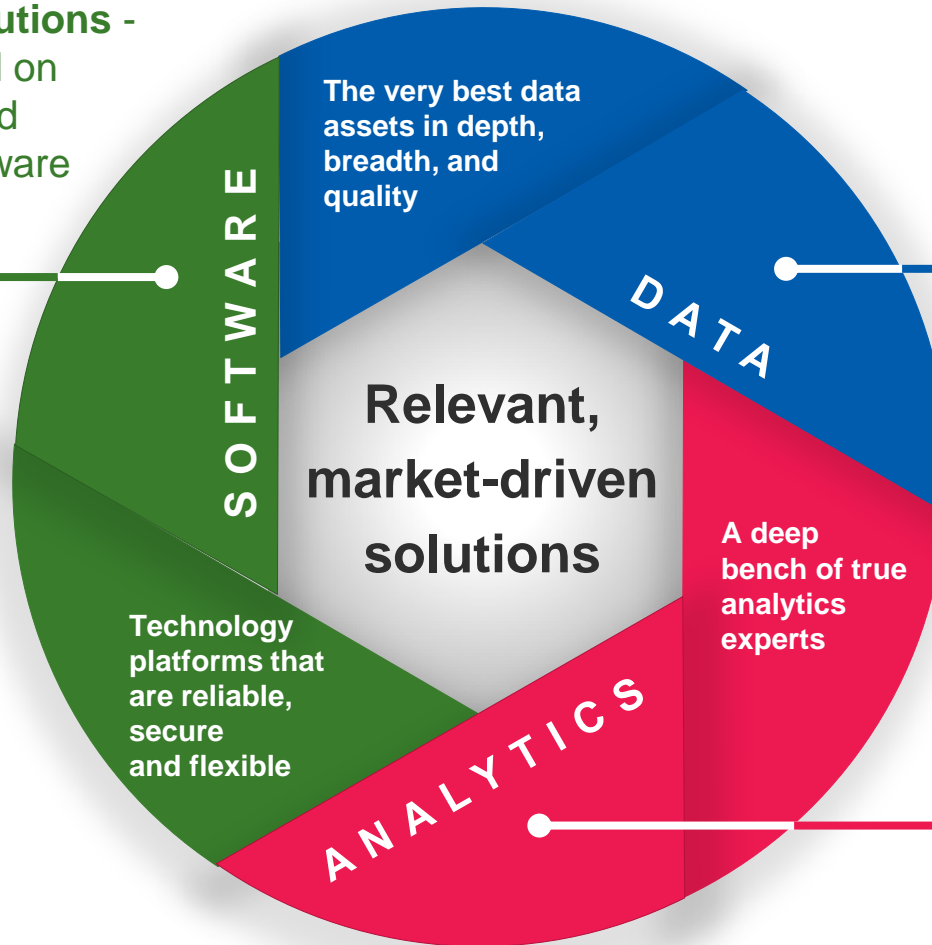 utions -
on
ware
The very best data
assets in depth,
breadth, and
quality
SOFTWARE
DATA
Relevant,
market-driven
solutions
A deep
bench of true
analytics
experts
Technology
platforms that
are reliable,
secure
and flexible
ANALYTICS